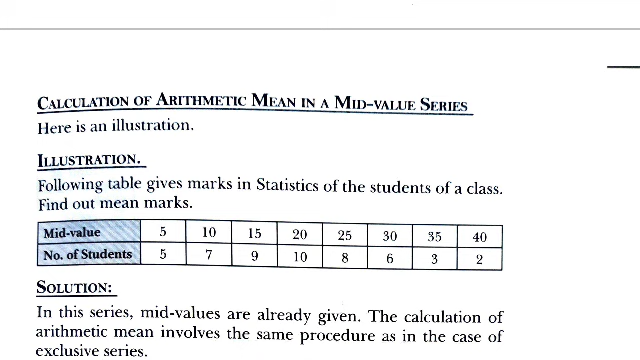 CALCULATION OF ARITHMETIC MEAN IN A MID-VALUE SERIES
Here is an illustration.
ILLUSTRATION.
Following table gives marks in Statistics of the students of a class.
Find out mean marks.
Mid-value 5 10 15 20 25 30 35 40
No. of Students 5 7 9 10 8 6 3 2
SOLUTION:
In this series, mid-values are already given. The calculation of
arithmetic mean involves the same procedure as in the case of
exclusive series.